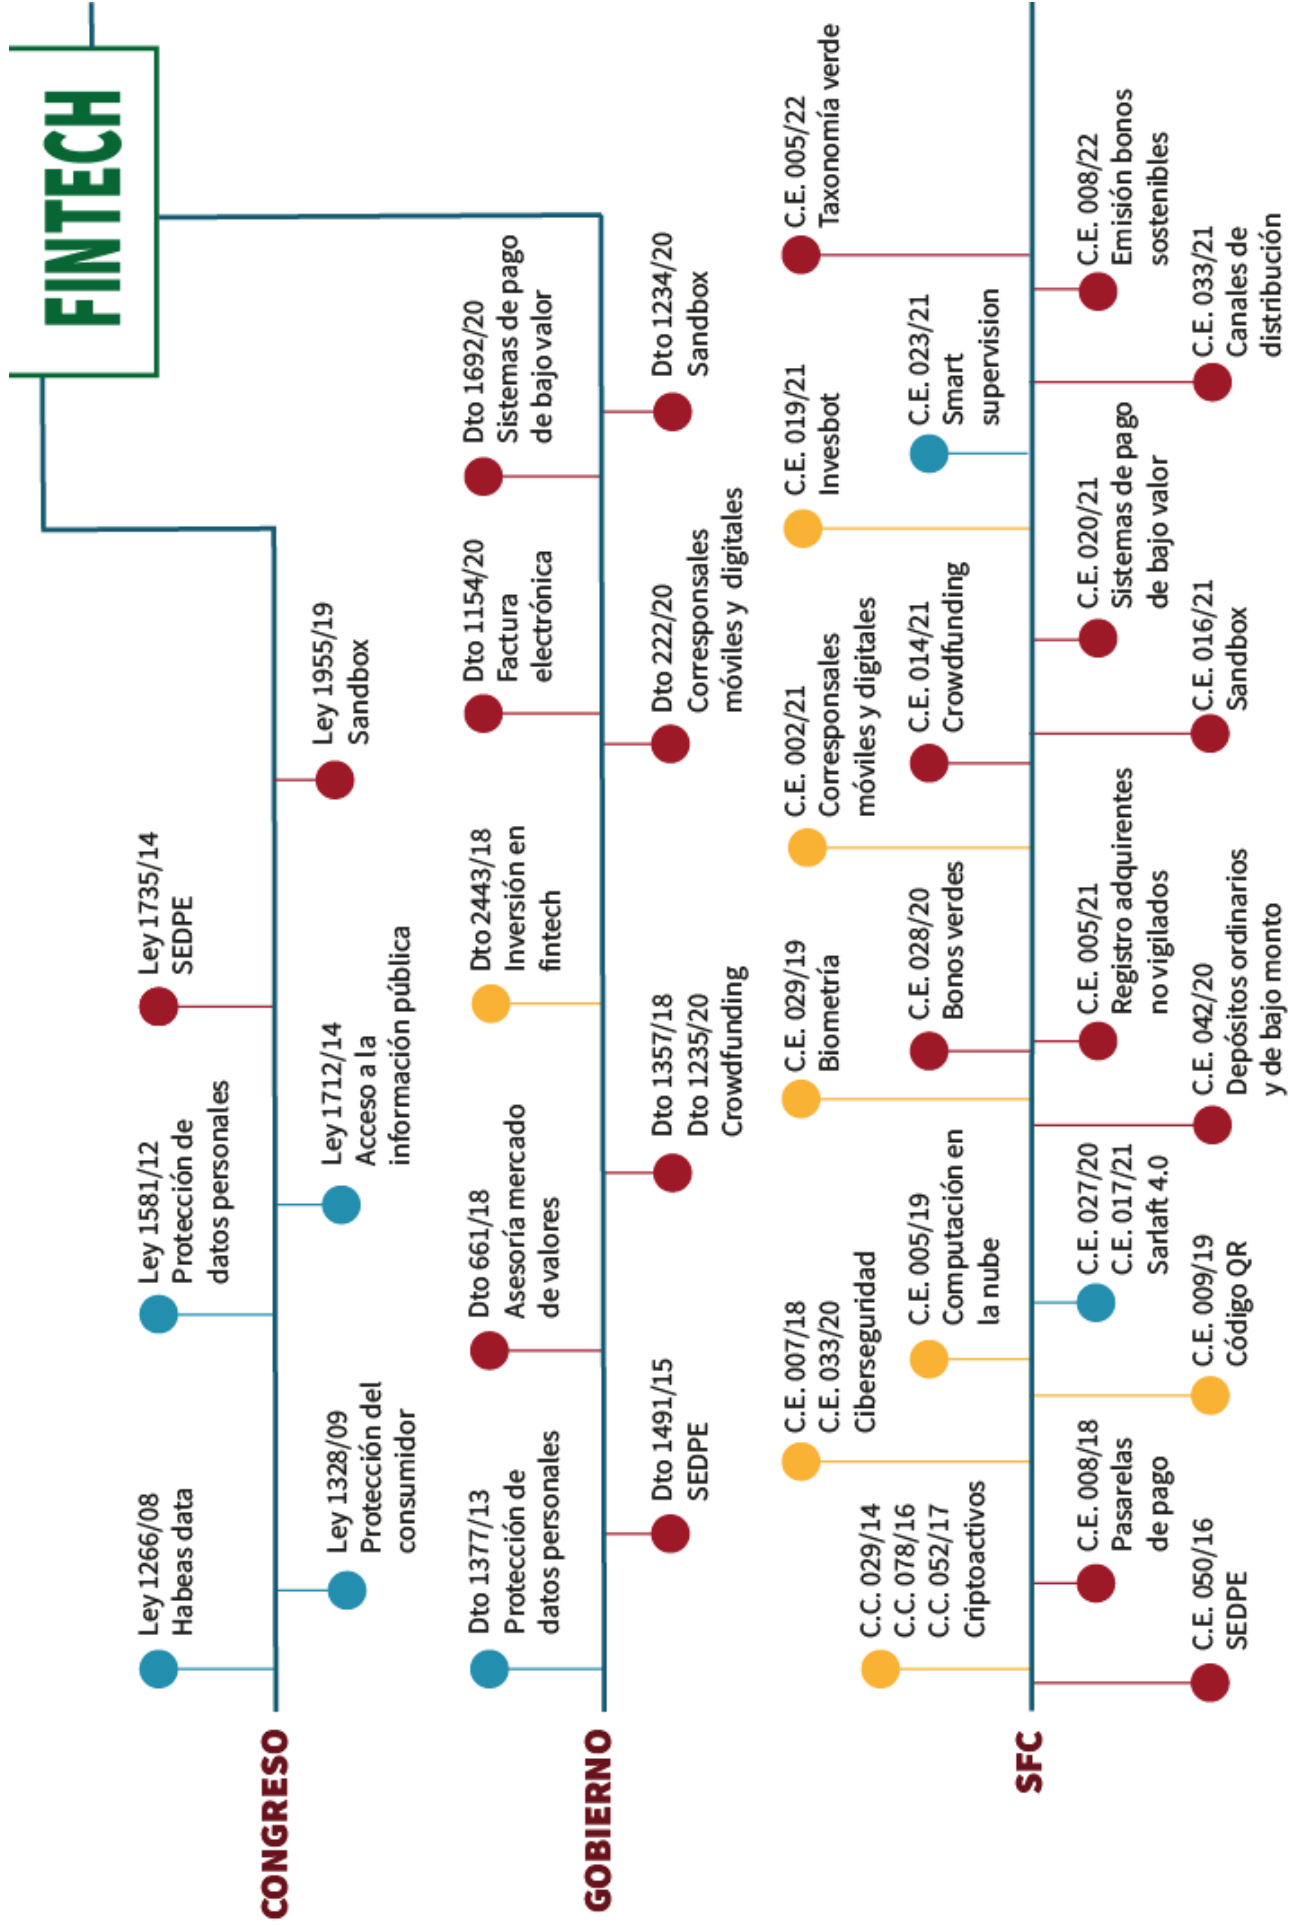 FINTECH
CONGRESO
Ley 1266/08
Habeas data
Ley 1328/09
Protección del
consumidor
Ley 1581/12
Protección de
datos personales
Ley 1712/14
Acceso a la
información pública
Ley 1735/14
SEDPE
Ley 1955/19
Sandbox
GOBIERNO
Dto 1377/13
Protección de
datos personales
Dto 1491/15
SEDPE
Dto 661/18
Asesoría mercado
de valores
Dto 1357/18
Dto 1235/20
Crowdfunding
Dto 2443/18
Inversión en
fintech
Dto 222/20
Corresponsales
móviles y digitales
Dto 1154/20
Factura
electrónica
Dto 1692/20
Sistemas de pago
de bajo valor
Dto 1234/20
Sandbox
SFC
C.C. 029/14
C.C. 078/16
C.C. 052/17
Criptoactivos
C.E. 050/16
SEDPE
C.E. 008/18
Pasarelas
de pago
C.E. 007/18
C.E. 033/20
Ciberseguridad
C.E. 009/19
Código QR
C.E. 005/19
Computación en
la nube
C.E. 027/20
C.E. 017/21
Sarlaft 4.0
C.E. 042/20
Depósitos ordinarios
y de bajo monto
C.E. 029/19
Biometría
C.E. 028/20
Bonos verdes
C.E. 005/21
Registro adquirentes
no vigilados
C.E. 002/21
Corresponsales
móviles y digitales
C.E. 014/21
Crowdfunding
C.E. 016/21
Sandbox
C.E. 020/21
Sistemas de pago
de bajo valor
C.E. 019/21
Invesbot
C.E. 023/21
Smart
supervision
C.E. 033/21
Canales de
distribución
C.E. 008/22
Emisión bonos
sostenibles
C.E. 005/22
Taxonomía verde